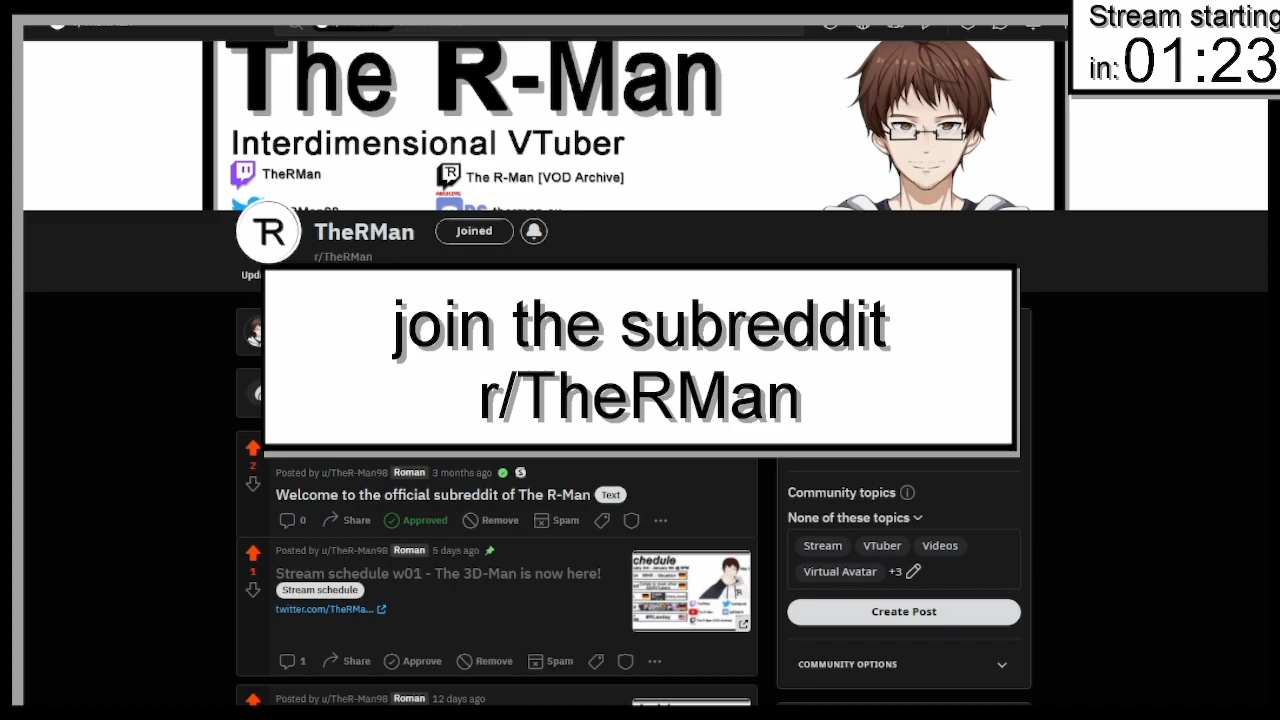 Stream starting
in: 01:23
The R-Man
Interdimensional VTuber
TheRMan
The R-Man [VOD Archive]
TR
TheRMan
Joined
r/TheRMan
join the subreddit
r/TheRMan
2
Posted by u/TheR-Man98 Roman 3 months ago
Welcome to the official subreddit of The R-Man Text
0 Share Approved Remove Spam
1
Posted by u/TheR-Man98 Roman 5 days ago
Stream schedule w01 - The 3D-Man is now here!
Stream schedule
twitter.com/TheRMa...
1 Share Approve Remove Spam
Posted by u/TheR-Man98 Roman 12 days ago
Community topics
None of these topics
Stream VTuber Videos
Virtual Avatar +3
Create Post
COMMUNITY OPTIONS